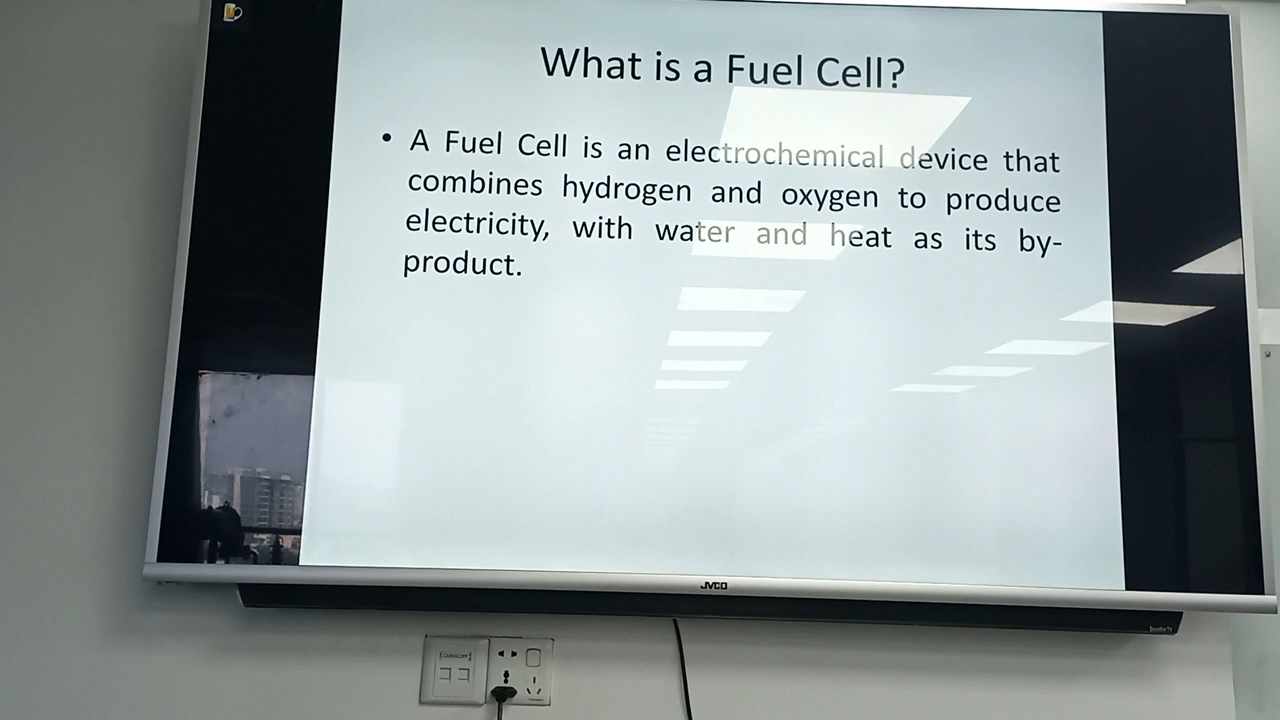 What is a Fuel Cell?
• A Fuel Cell is an electrochemical device that
combines hydrogen and oxygen to produce
electricity, with water and heat as its by-
product.
JVCO